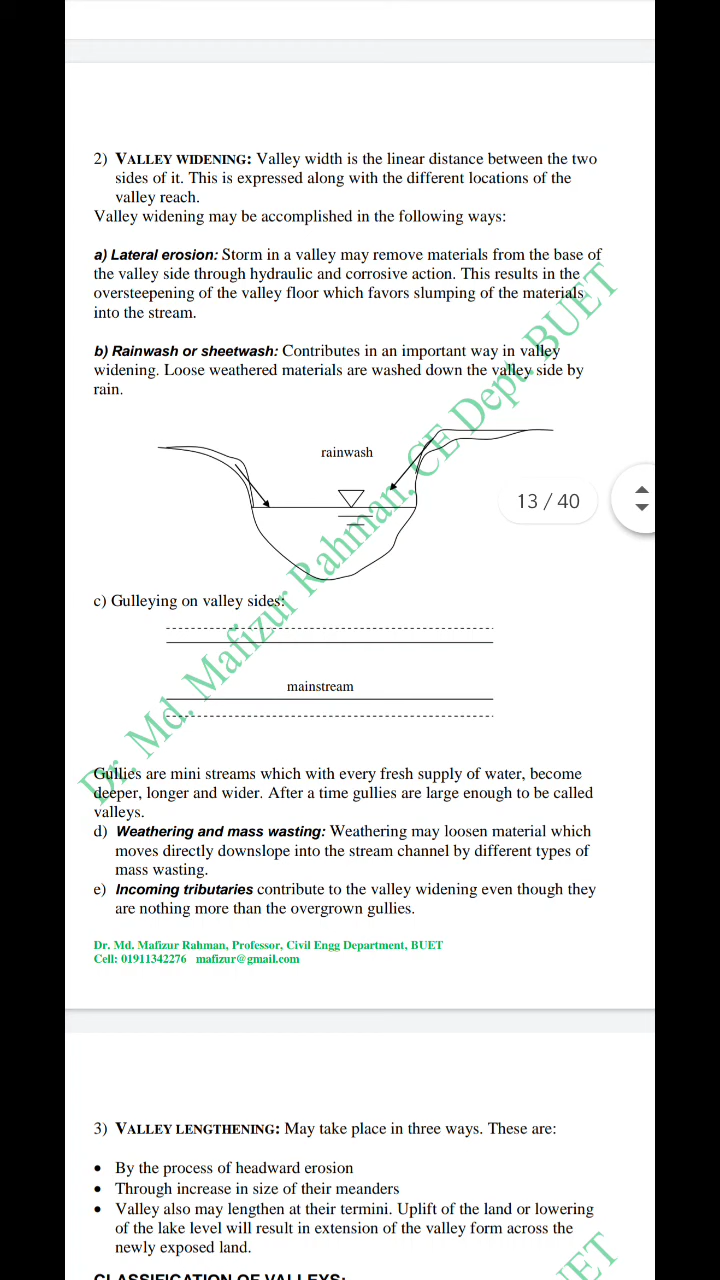 2) VALLEY WIDENING: Valley width is the linear distance between the two
sides of it. This is expressed along with the different locations of the
valley reach.
Valley widening may be accomplished in the following ways:
a) Lateral erosion: Storm in a valley may remove materials from the base of
the valley side through hydraulic and corrosive action. This results in the
oversteepening of the valley floor which favors slumping of the materials
into the stream.
b) Rainwash or sheetwash: Contributes in an important way in valley
widening. Loose weathered materials are washed down the valley side by
rain.
rainwash
13 / 40
c) Gulleying on valley sides:
mainstream
Gullies are mini streams which with every fresh supply of water, become
deeper, longer and wider. After a time gullies are large enough to be called
valleys.
d) Weathering and mass wasting: Weathering may loosen material which
moves directly downslope into the stream channel by different types of
mass wasting.
e) Incoming tributaries contribute to the valley widening even though they
are nothing more than the overgrown gullies.
Dr. Md. Mafizur Rahman, CE Dept. BUET
Dr. Md. Mafizur Rahman, Professor, Civil Engg Department, BUET
Cell: 01911342276 mafizur@gmail.com
3) VALLEY LENGTHENING: May take place in three ways. These are:
• By the process of headward erosion
• Through increase in size of their meanders
• Valley also may lengthen at their termini. Uplift of the land or lowering
of the lake level will result in extension of the valley form across the
newly exposed land.
CLASSIFICATION OF VALLEYS:
UET